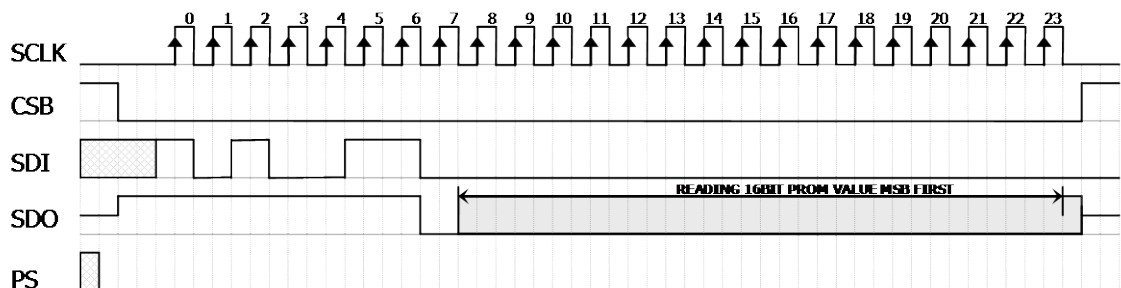 0 1 2 3 4 5 6 7 8 9 10 11 12 13 14 15 16 17 18 19 20 21 22 23
SCLK
CSB
SDI
READING 16BIT PROM VALUE MSB FIRST
SDO
PS